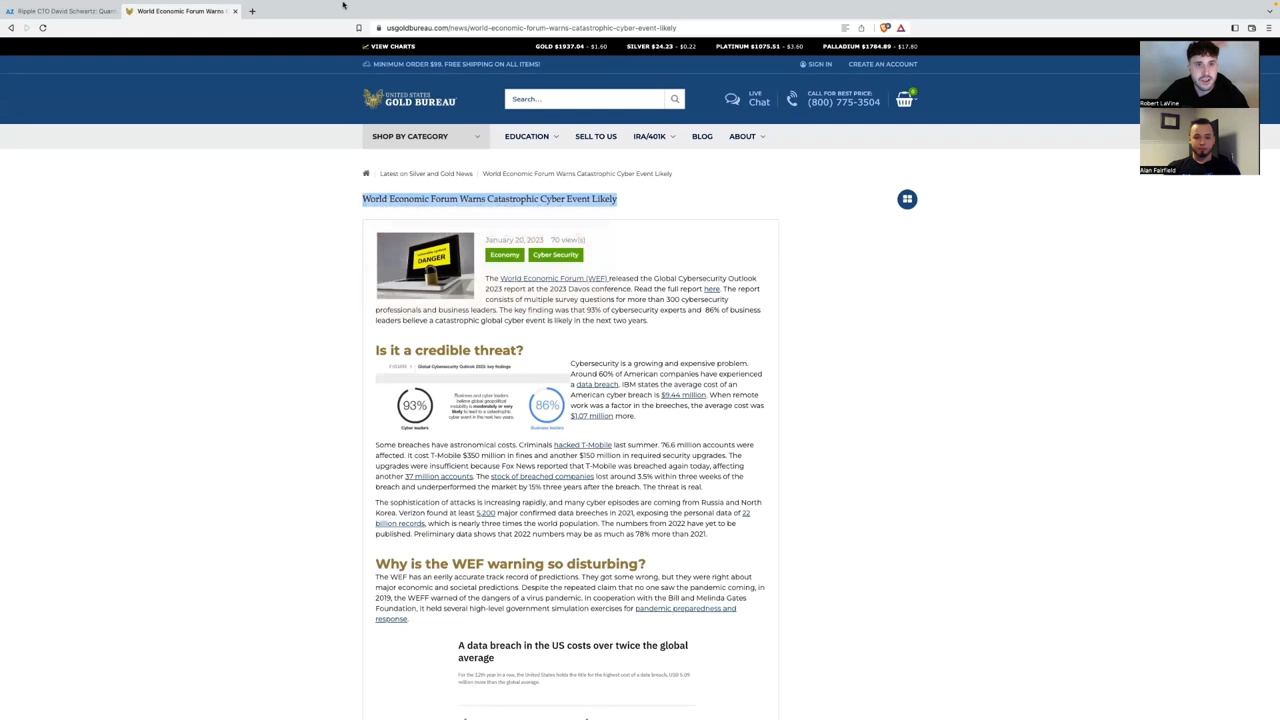 Ripple CTO David Schwartz: Quan
World Economic Forum Warns
usgoldbureau.com/news/world-economic-forum-warns-catastrophic-cyber-event-likely
VIEW CHARTS GOLD $1937.04 - $1.60 SILVER $24.23 - $0.22 PLATINUM $1075.51 - $3.60 PALLADIUM $1784.89 - $17.80
MINIMUM ORDER $99. FREE SHIPPING ON ALL ITEMS! SIGN IN CREATE AN ACCOUNT
UNITED STATES
GOLD BUREAU
Search...
LIVE
Chat
CALL FOR BEST PRICE:
(800) 775-3504
0
Robert LaVine
SHOP BY CATEGORY EDUCATION SELL TO US IRA/401K BLOG ABOUT
Alan Fairfield
Latest on Silver and Gold News / World Economic Forum Warns Catastrophic Cyber Event Likely
World Economic Forum Warns Catastrophic Cyber Event Likely
DANGER
January 20, 2023 70 view(s)
Economy Cyber Security
The World Economic Forum (WEF) released the Global Cybersecurity Outlook
2023 report at the 2023 Davos conference. Read the full report here. The report
consists of multiple survey questions for more than 300 cybersecurity
professionals and business leaders. The key finding was that 93% of cybersecurity experts and 86% of business
leaders believe a catastrophic global cyber event is likely in the next two years.
Is it a credible threat?
FIGURE 1 Global Cybersecurity Outlook 2023: key findings
93%
Cyber leaders
Business and cyber leaders
believe global geopolitical
instability is moderately or very
likely to lead to a catastrophic
cyber event in the next two years.
86%
Business leaders
Cybersecurity is a growing and expensive problem.
Around 60% of American companies have experienced
a data breach. IBM states the average cost of an
American cyber breach is $9.44 million. When remote
work was a factor in the breeches, the average cost was
$1.07 million more.
Some breaches have astronomical costs. Criminals hacked T-Mobile last summer. 76.6 million accounts were
affected. It cost T-Mobile $350 million in fines and another $150 million in required security upgrades. The
upgrades were insufficient because Fox News reported that T-Mobile was breached again today, affecting
another 37 million accounts. The stock of breached companies lost around 3.5% within three weeks of the
breach and underperformed the market by 15% three years after the breach. The threat is real.
The sophistication of attacks is increasing rapidly, and many cyber episodes are coming from Russia and North
Korea. Verizon found at least 5,200 major confirmed data breaches in 2021, exposing the personal data of 22
billion records, which is nearly three times the world population. The numbers from 2022 have yet to be
published. Preliminary data shows that 2022 numbers may be as much as 78% more than 2021.
Why is the WEF warning so disturbing?
The WEF has an eerily accurate track record of predictions. They got some wrong, but they were right about
major economic and societal predictions. Despite the repeated claim that no one saw the pandemic coming, in
2019, the WEFF warned of the dangers of a virus pandemic. In cooperation with the Bill and Melinda Gates
Foundation, it held several high-level government simulation exercises for pandemic preparedness and
response.
A data breach in the US costs over twice the global
average
For the 12th year in a row, the United States holds the title for the highest cost of a data breach, USD 5.09
million more than the global average.